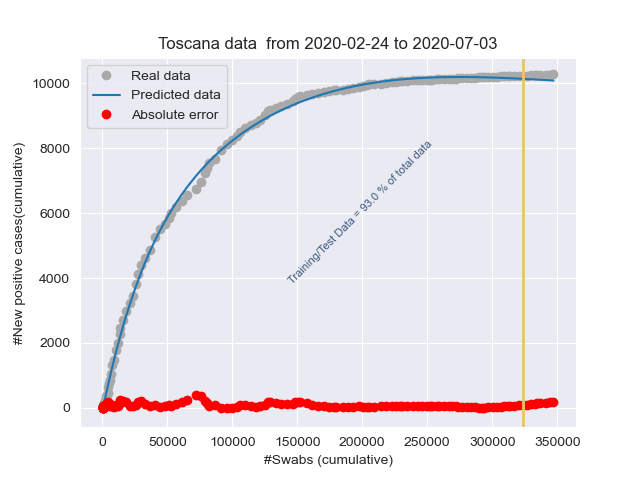 Toscana data  from 2020-02-24 to 2020-07-03
Real data
Predicted data
Absolute error
Training/Test Data = 93.0 % of total data
#New positive cases(cumulative)
10000
8000
6000
4000
2000
0
0 50000 100000 150000 200000 250000 300000 350000
#Swabs (cumulative)